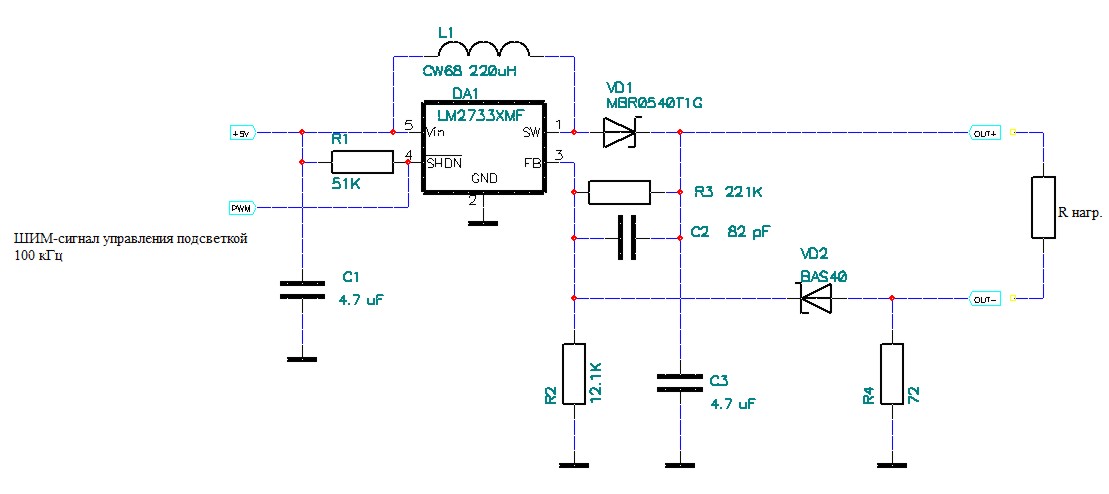 L1
CW68 220uH
DA1
LM2733XMF
VD1
MBR0540T1G
+5V
5
Vin
SW
1
OUT+
R1
4
SHDN
FB
3
51K
GND
2
R3 221K
PWM
R нагр.
C2 82 pF
ШИМ-сигнал управления подсветкой
100 кГц
VD2
BAS40
C1
4.7 uF
OUT-
R2
12.1K
C3
4.7 uF
R4
72